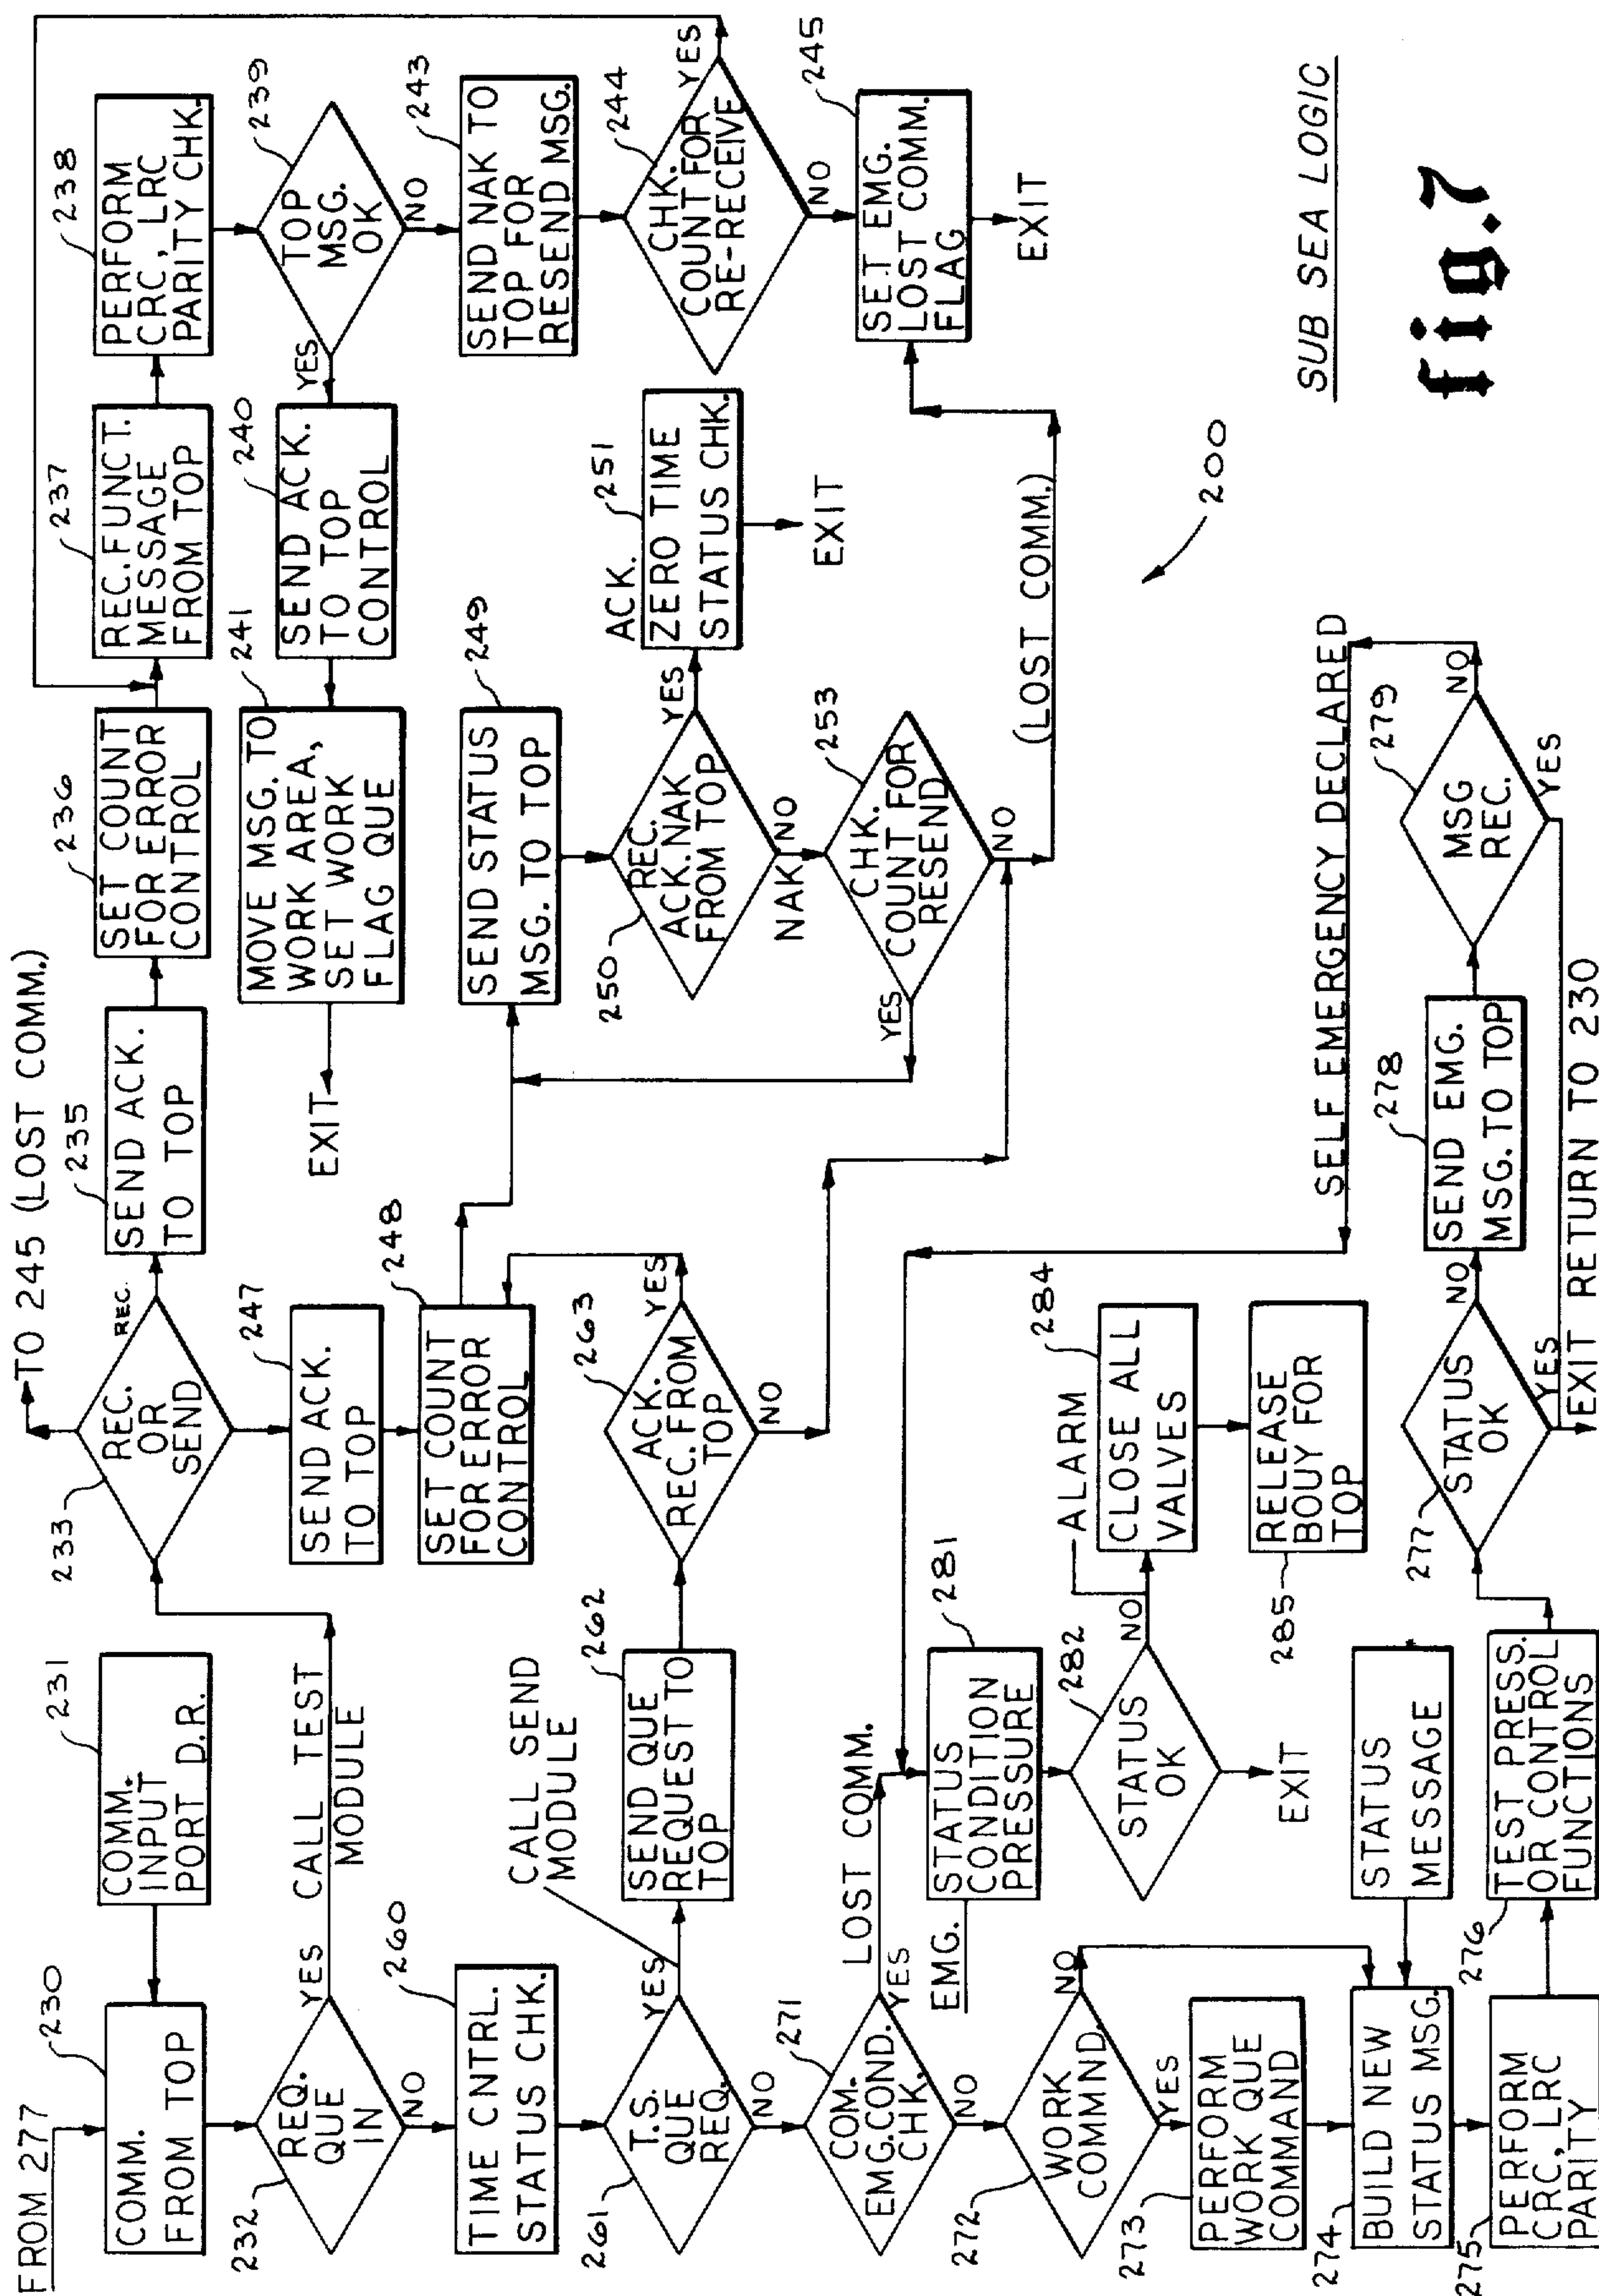 FROM 277
230
COMM.
FROM TOP
231
COMM.
INPUT
PORT D.R.
232
REQ.
QUE
IN
YES
NO
CALL TEST
MODULE
233
REC.
OR
SEND
REC.
TO 245 (LOST COMM.)
235
SEND ACK.
TO TOP
236
SET COUNT
FOR ERROR
CONTROL
237
REC. FUNCT.
MESSAGE
FROM TOP
238
PERFORM
CRC, LRC
PARITY CHK.
239
TOP
MSG.
OK
YES
NO
240
SEND ACK.
TO TOP
CONTROL
241
MOVE MSG. TO
WORK AREA,
SET WORK
FLAG QUE
EXIT
243
SEND NAK TO
TOP FOR
RESEND MSG.
244
CHK.
COUNT FOR
RE-RECEIVE
YES
NO
245
SET EMG.
LOST COMM.
FLAG
EXIT
247
SEND ACK.
TO TOP
248
SET COUNT
FOR ERROR
CONTROL
249
SEND STATUS
MSG. TO TOP
250
REC.
ACK.NAK
FROM TOP
YES
NO
NAK
ACK.
251
ZERO TIME
STATUS CHK.
EXIT
253
CHK.
COUNT FOR
RESEND
YES
NO
(LOST COMM.)
260
TIME CNTRL.
STATUS CHK.
261
T.S.
QUE
REQ.
YES
NO
CALL SEND
MODULE
262
SEND QUE
REQUEST TO
TOP
263
ACK.
REC. FROM
TOP
YES
NO
271
COM.
EMG.COND.
CHK.
YES
NO
LOST COMM.
EMG.
281
STATUS
CONDITION
PRESSURE
282
STATUS
OK
NO
EXIT
ALARM
284
CLOSE ALL
VALVES
285
RELEASE
BOUY FOR
TOP
272
WORK
COMMND.
NO
YES
273
PERFORM
WORK QUE
COMMAND
274
BUILD NEW
STATUS MSG.
STATUS
MESSAGE
275
PERFORM
CRC, LRC
PARITY
276
TEST PRESS.
OR CONTROL
FUNCTIONS
277
STATUS
OK
NO
YES
278
SEND EMG.
MSG. TO TOP
279
MSG
REC.
NO
YES
SELF EMERGENCY DECLARED
EXIT RETURN TO 230
200
SUB SEA LOGIC
fig.7